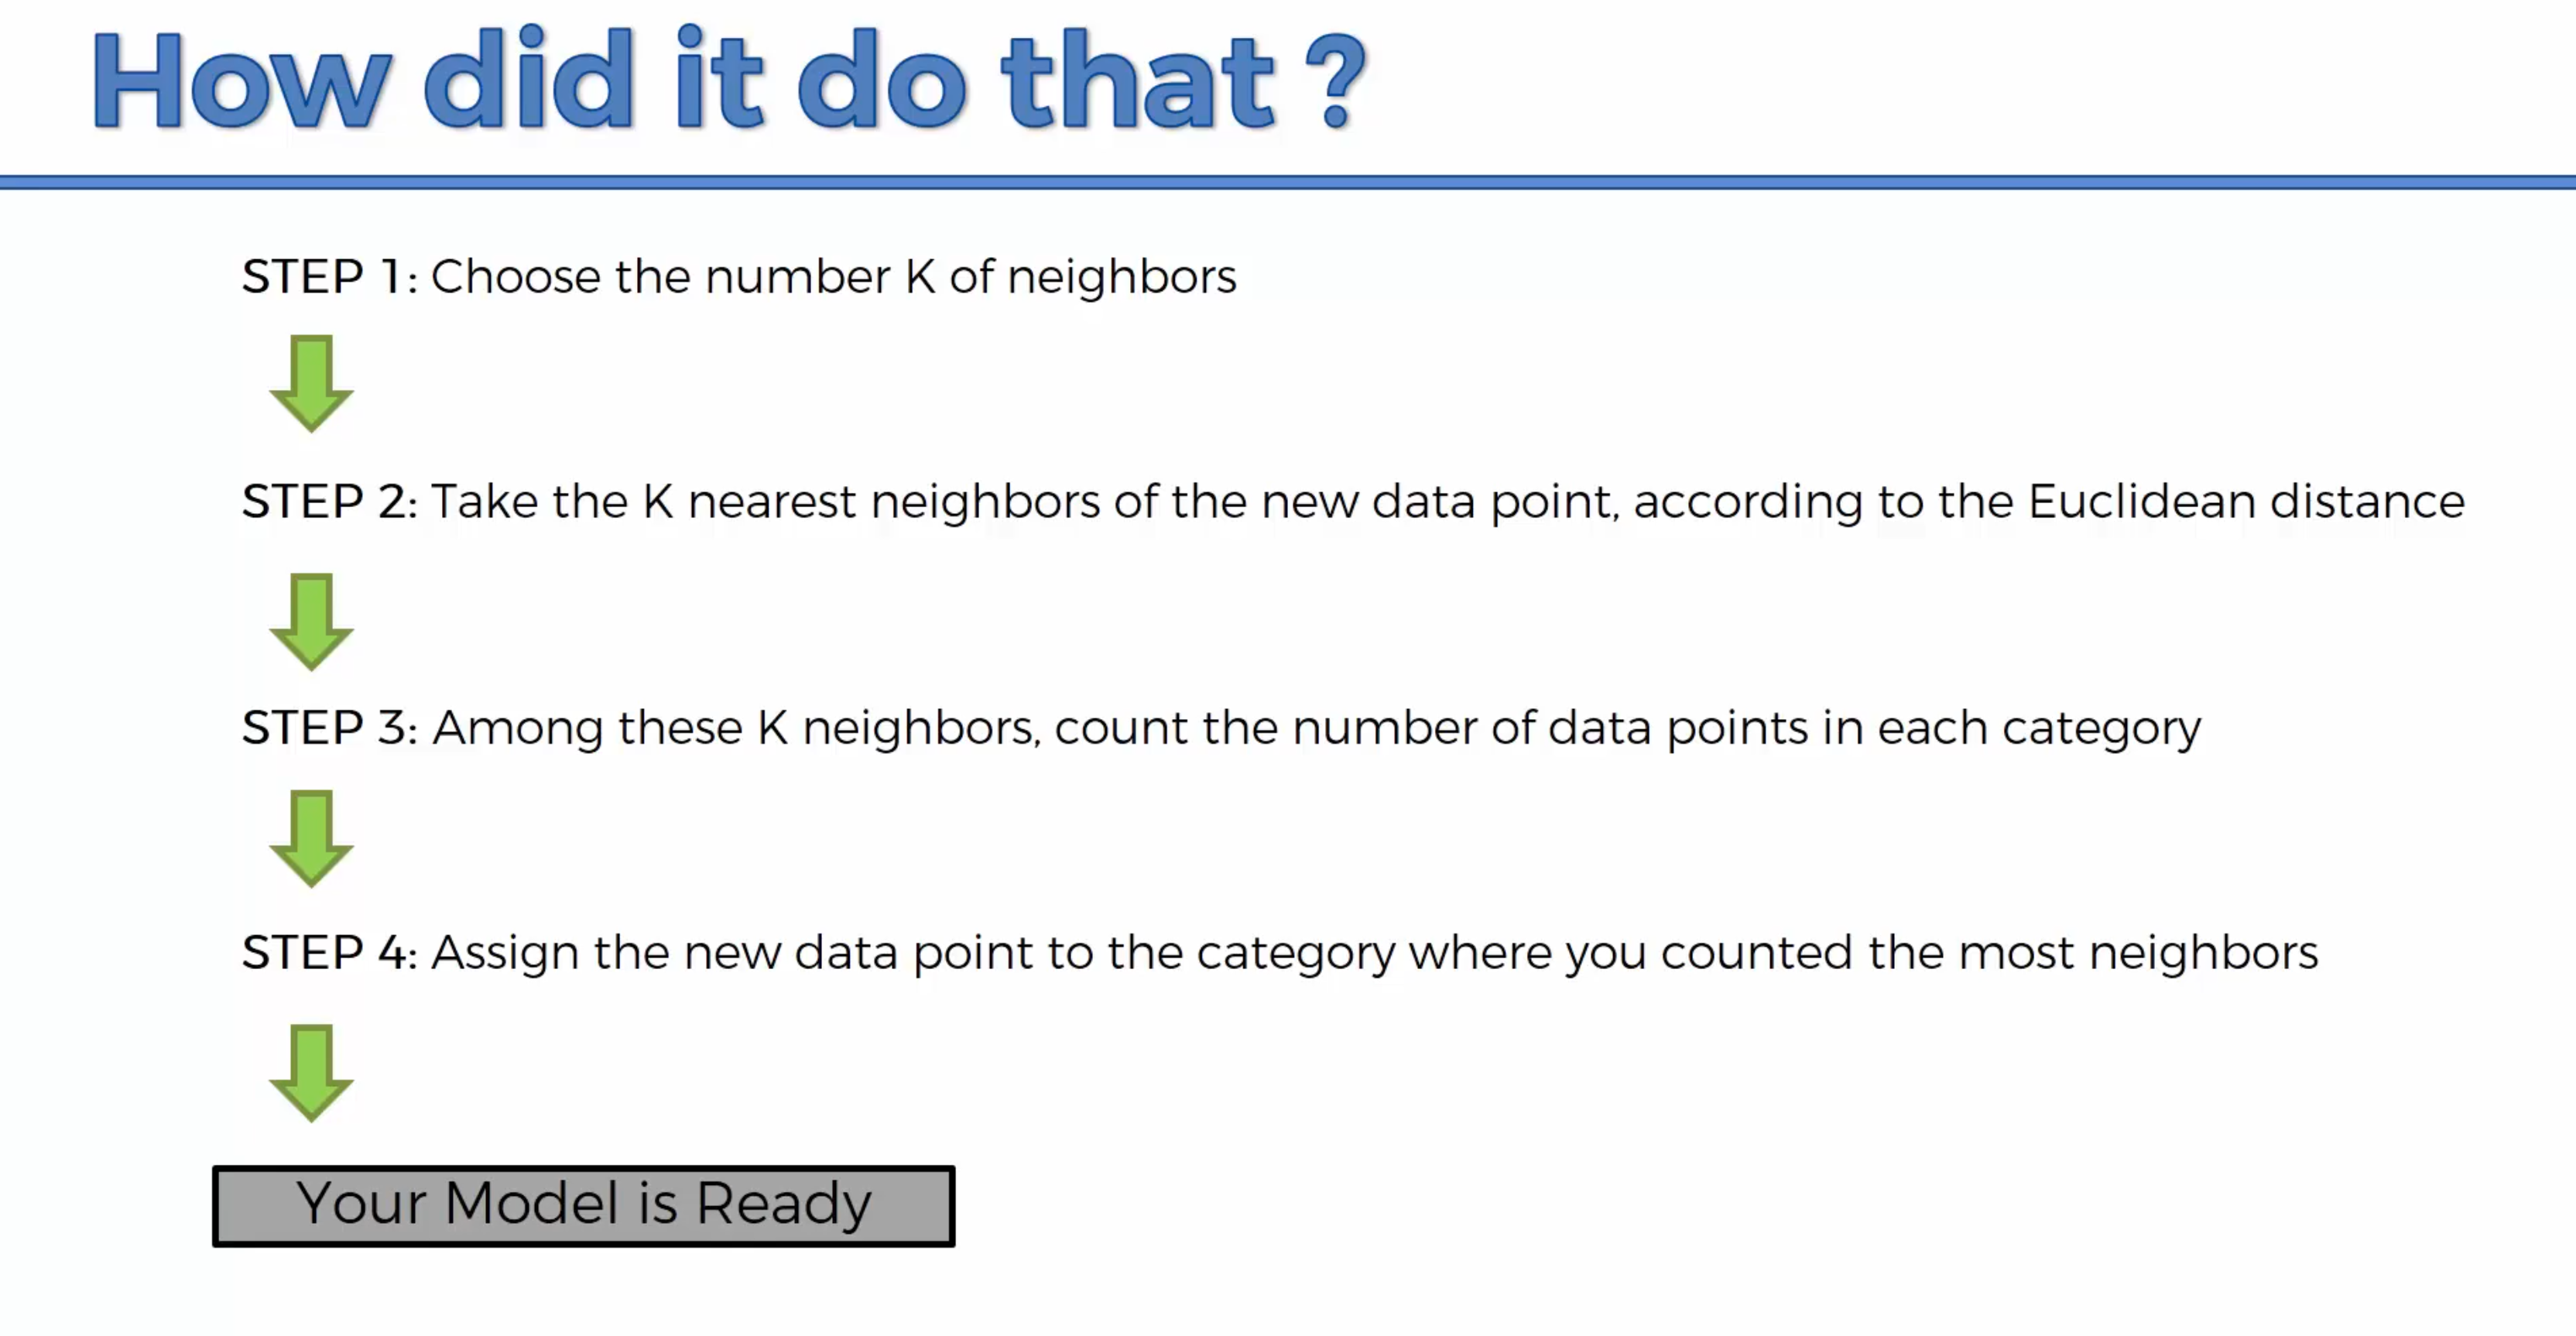 How did it do that ?
STEP 1: Choose the number K of neighbors
STEP 2: Take the K nearest neighbors of the new data point, according to the Euclidean distance
STEP 3: Among these K neighbors, count the number of data points in each category
STEP 4: Assign the new data point to the category where you counted the most neighbors
Your Model is Ready